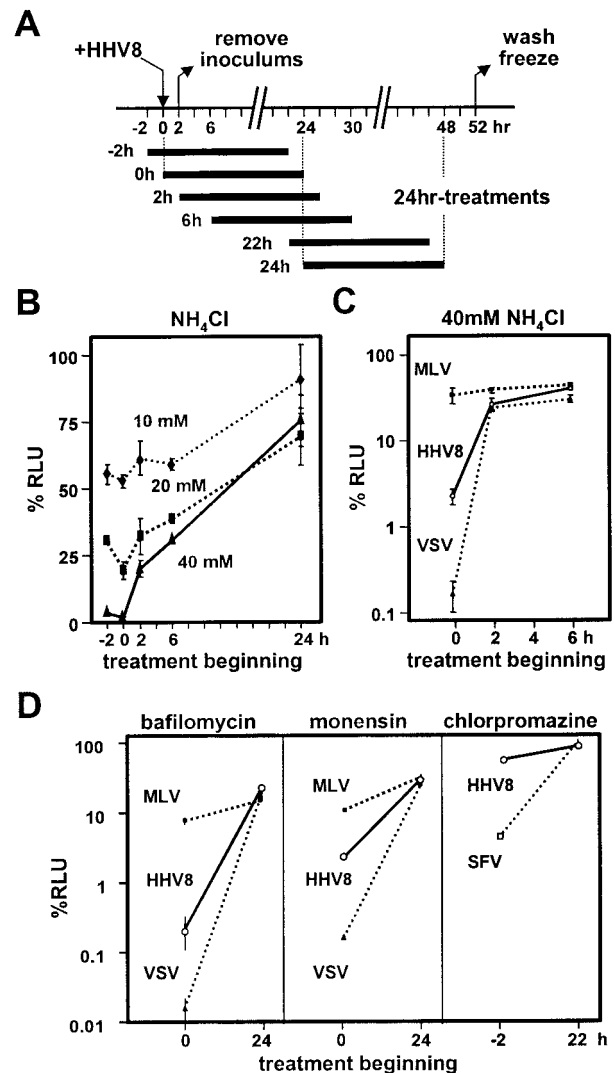 A
+HHV8
remove
inoculums
wash
freeze
-2 0 2 6 24 30 48 52 hr
-2h
0h
2h
6h
22h
24h
24hr-treatments
B
NH4Cl
% RLU
100
75
50
25
0
10 mM
20 mM
40 mM
-2 0 2 6 24 h
treatment beginning
C
40mM NH4Cl
% RLU
100
10
1
0.1
MLV
HHV8
VSV
0 2 4 6 h
treatment beginning
D
bafilomycin monensin chlorpromazine
%RLU
100
10
1
0.1
0.01
MLV
HHV8
VSV
MLV
HHV8
VSV
HHV8
SFV
0 24 0 24 -2 22 h
treatment beginning